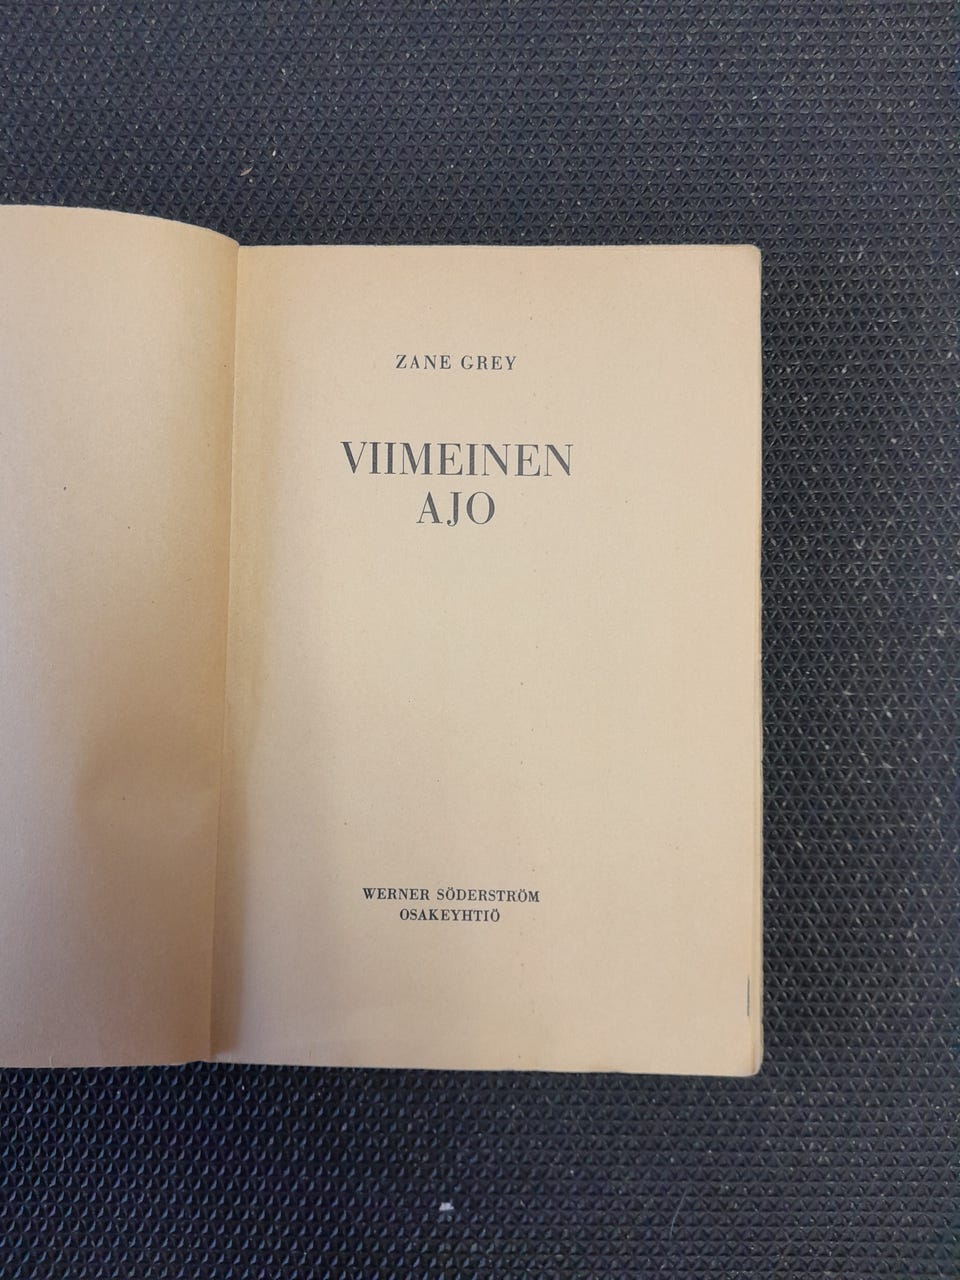 ZANE GREY
VIIMEINEN
AJO
WERNER SÖDERSTRÖM
OSAKEYHTIÖ